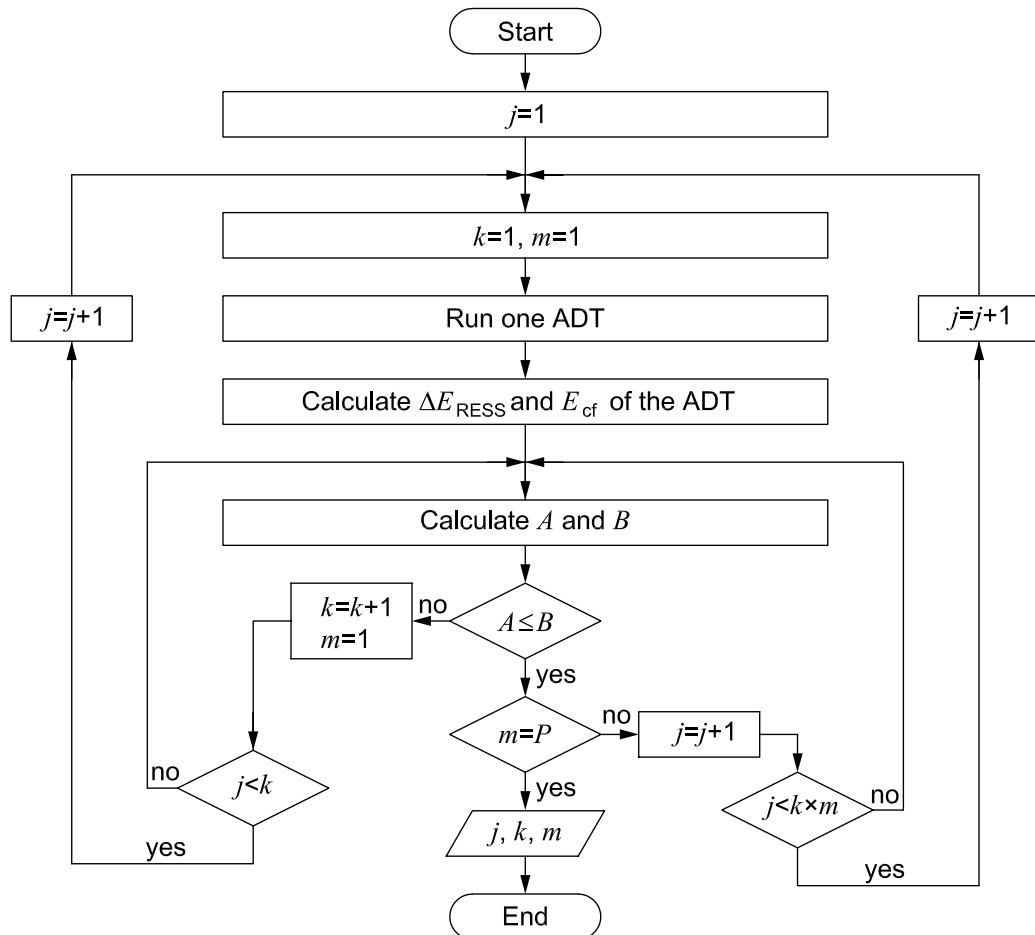 Start
j=1
k=1, m=1
j=j+1
Run one ADT
j=j+1
Calculate ΔE_RESS and E_cf of the ADT
Calculate A and B
k=k+1
m=1
no
A≤B
yes
m=P
no
j=j+1
no
j<k
yes
j<k×m
no
yes
j, k, m
yes
End